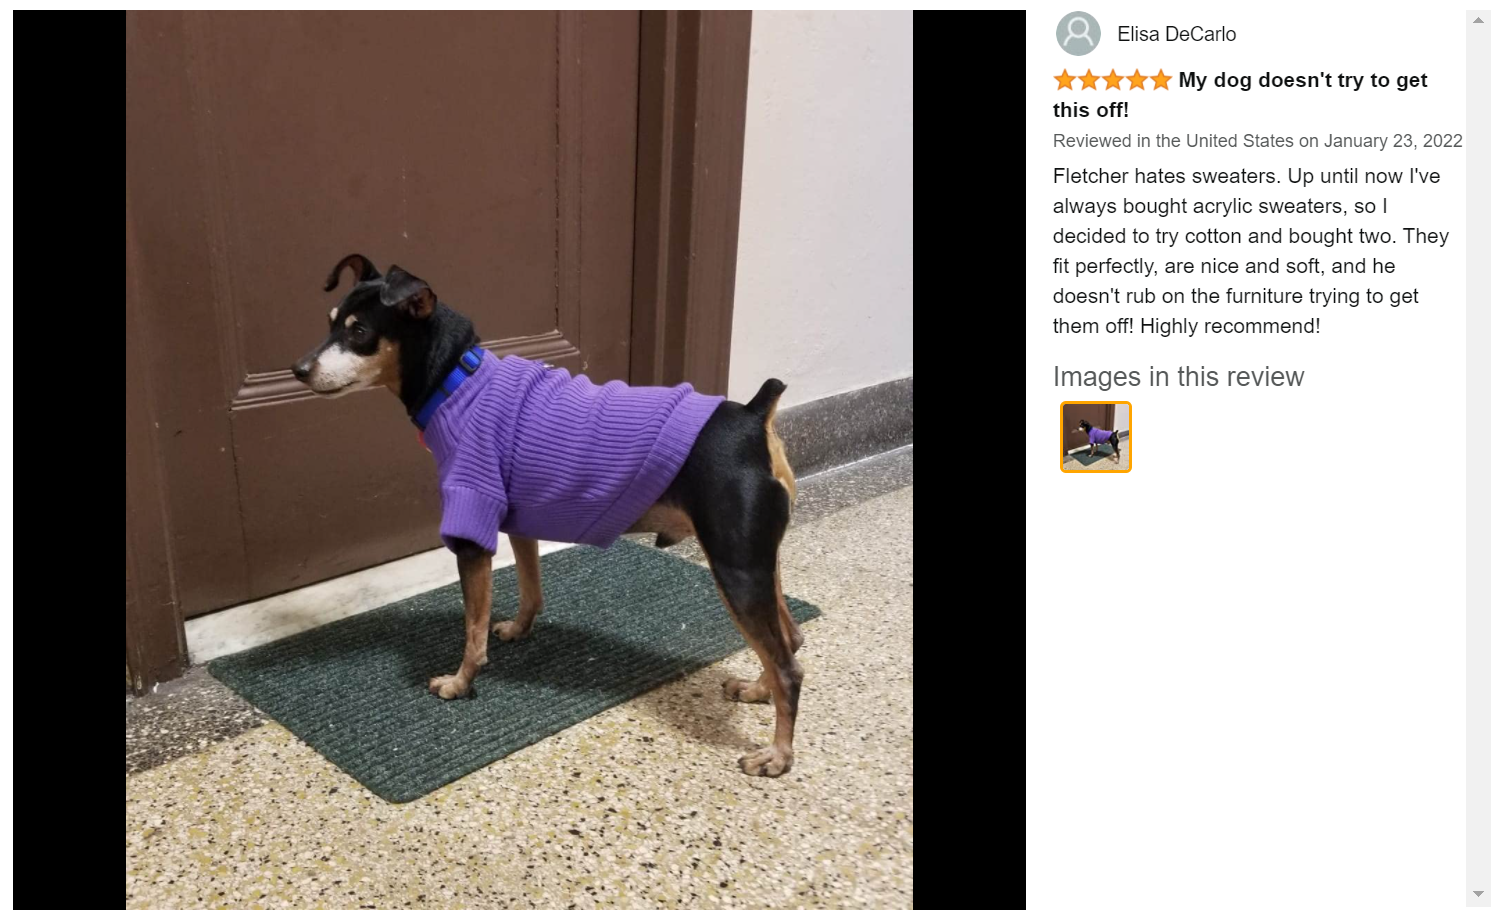 Elisa DeCarlo
My dog doesn't try to get
this off!
Reviewed in the United States on January 23, 2022
Fletcher hates sweaters. Up until now I've
always bought acrylic sweaters, so I
decided to try cotton and bought two. They
fit perfectly, are nice and soft, and he
doesn't rub on the furniture trying to get
them off! Highly recommend!
Images in this review